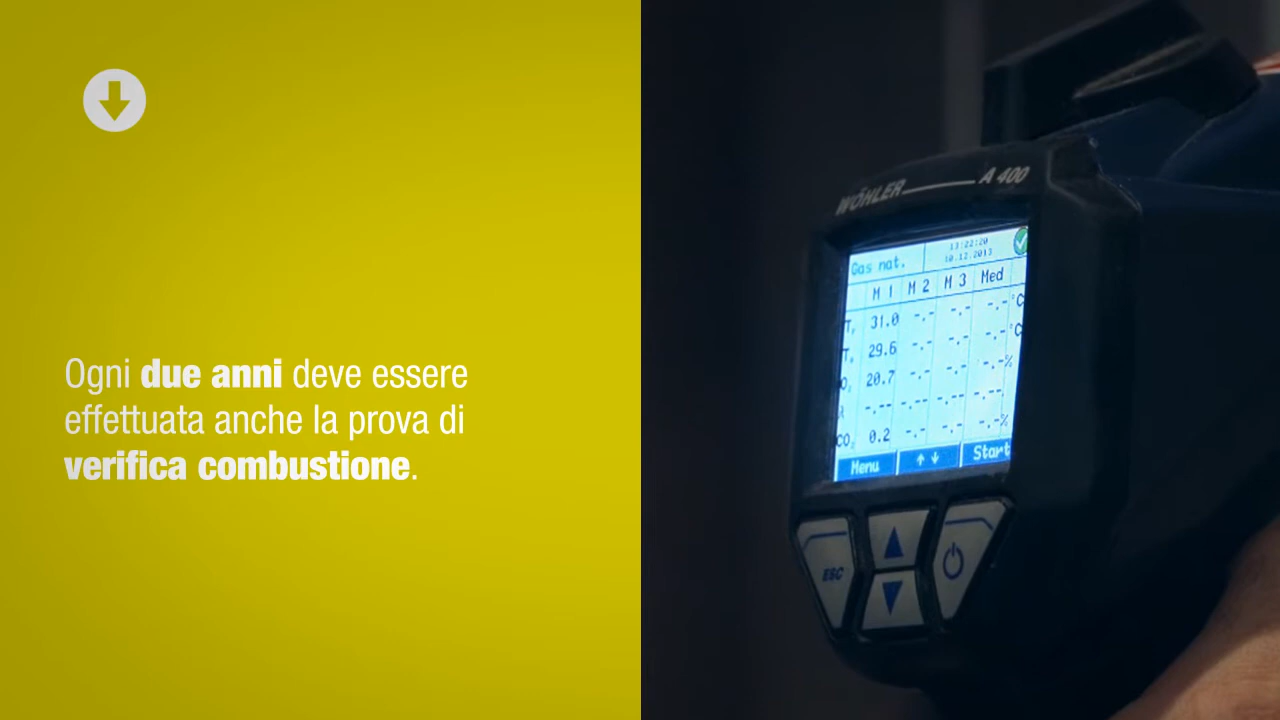 Ogni due anni deve essere
effettuata anche la prova di
verifica combustione.
WÖHLER A 400
Gas nat. 13:22:20
10.12.2013
M 1 M 2 M 3 Med
31.0 -.- -.- -.- °C
29.6 -.- -.- -.- °C
20.7 -.- -.- -.- %
-.-- -.-- -.-- -.--
CO₂ 0.2 -.- -.- -.- %
Menu ↑ ↓ Start
ESC